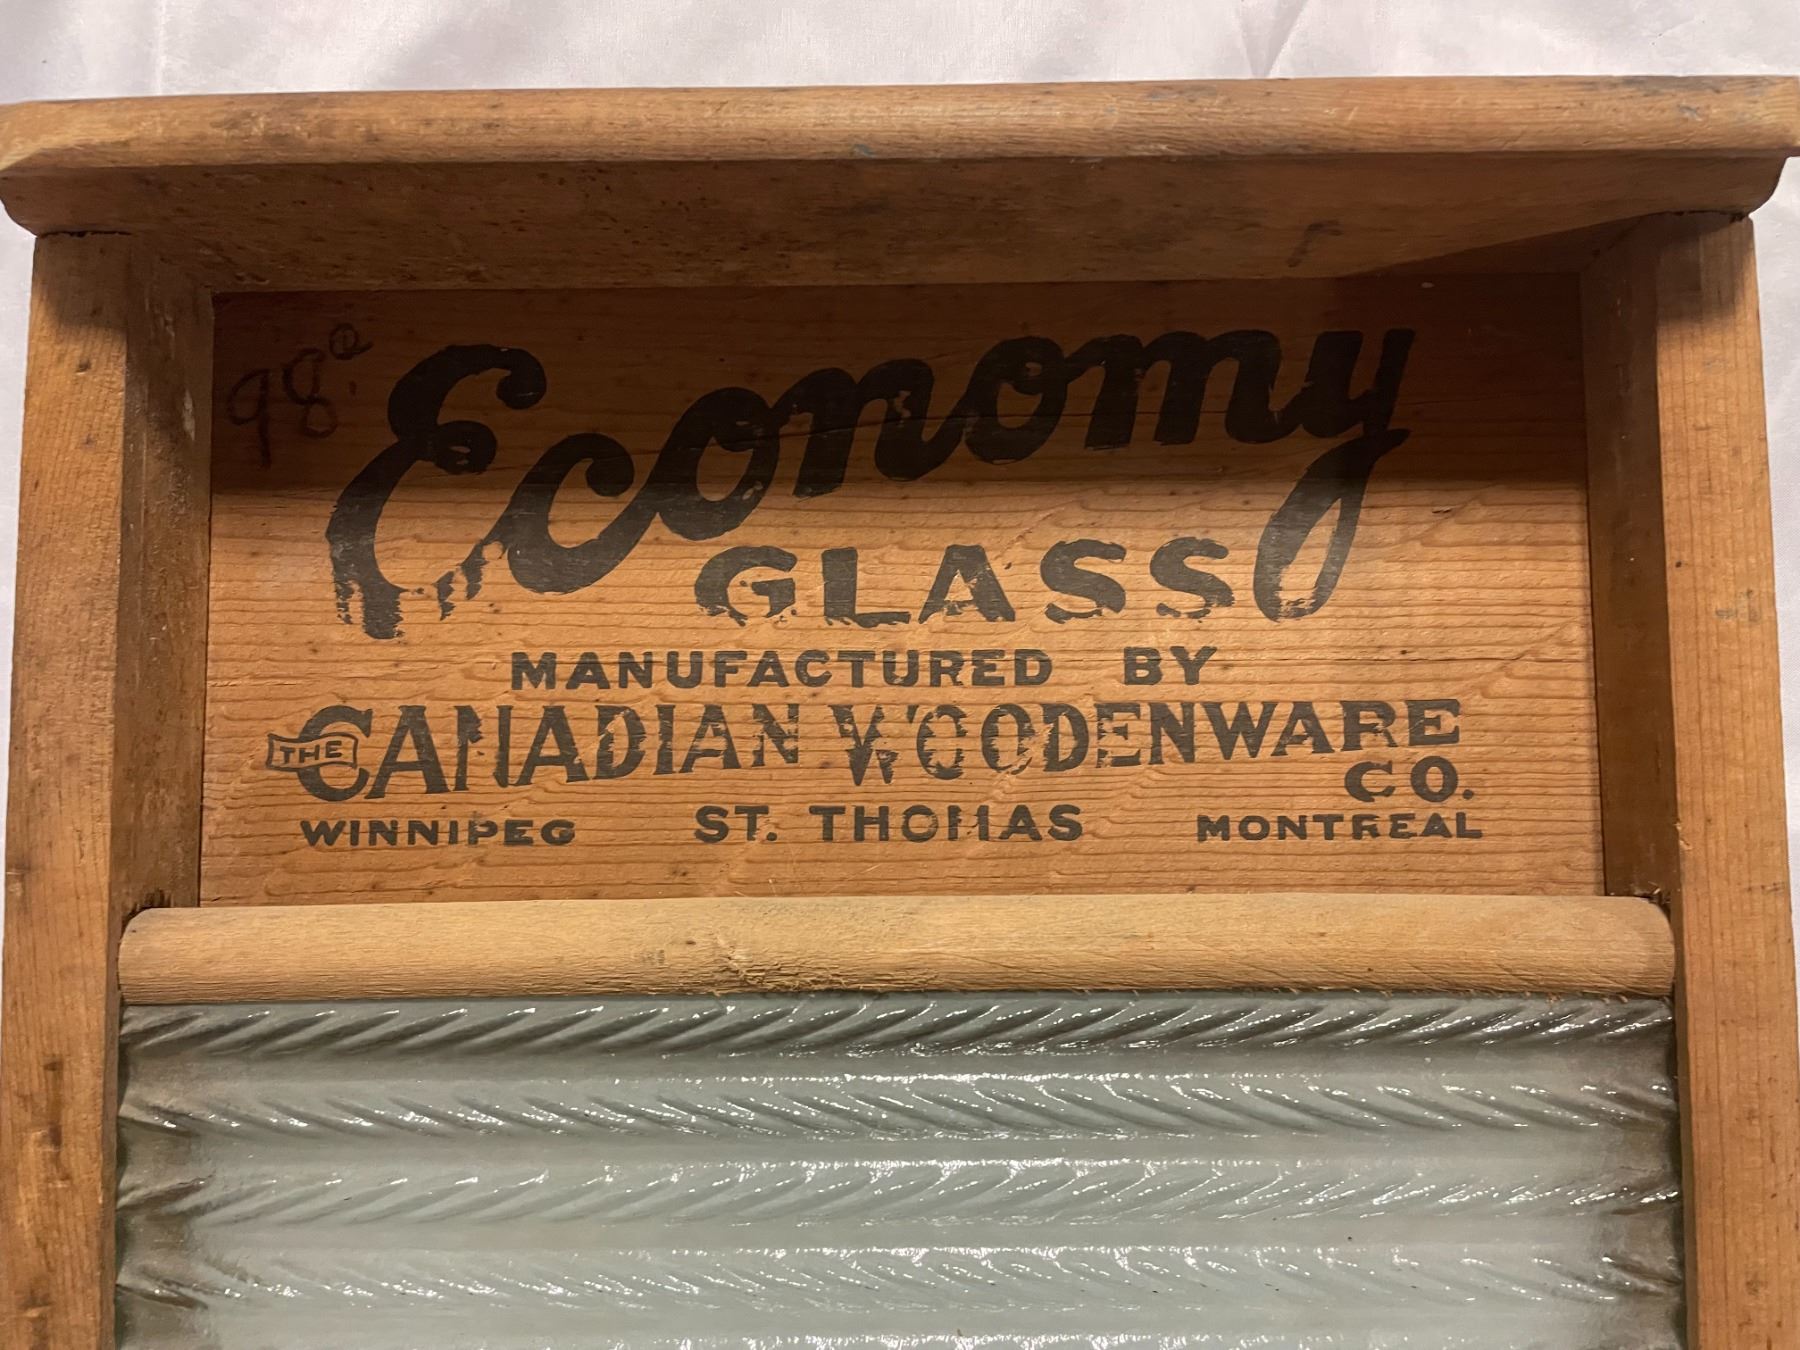 98¢
Economy
GLASS
MANUFACTURED BY
THE CANADIAN WOODENWARE
CO.
WINNIPEG ST. THOMAS MONTREAL